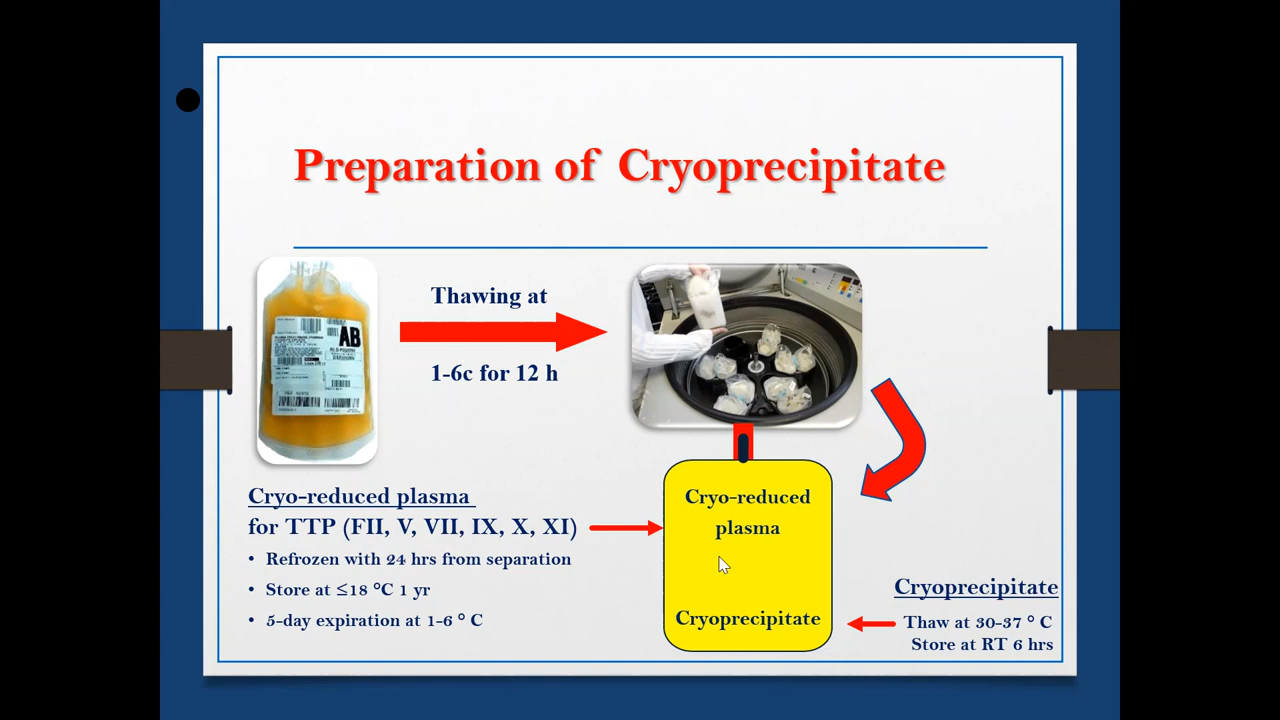 Preparation of Cryoprecipitate
Thawing at
1-6c for 12 h
AB
Cryo-reduced plasma
for TTP (FII, V, VII, IX, X, XI)
• Refrozen with 24 hrs from separation
• Store at ≤18 °C 1 yr
• 5-day expiration at 1-6 ° C
Cryo-reduced
plasma
Cryoprecipitate
Cryoprecipitate
Thaw at 30-37 ° C
Store at RT 6 hrs